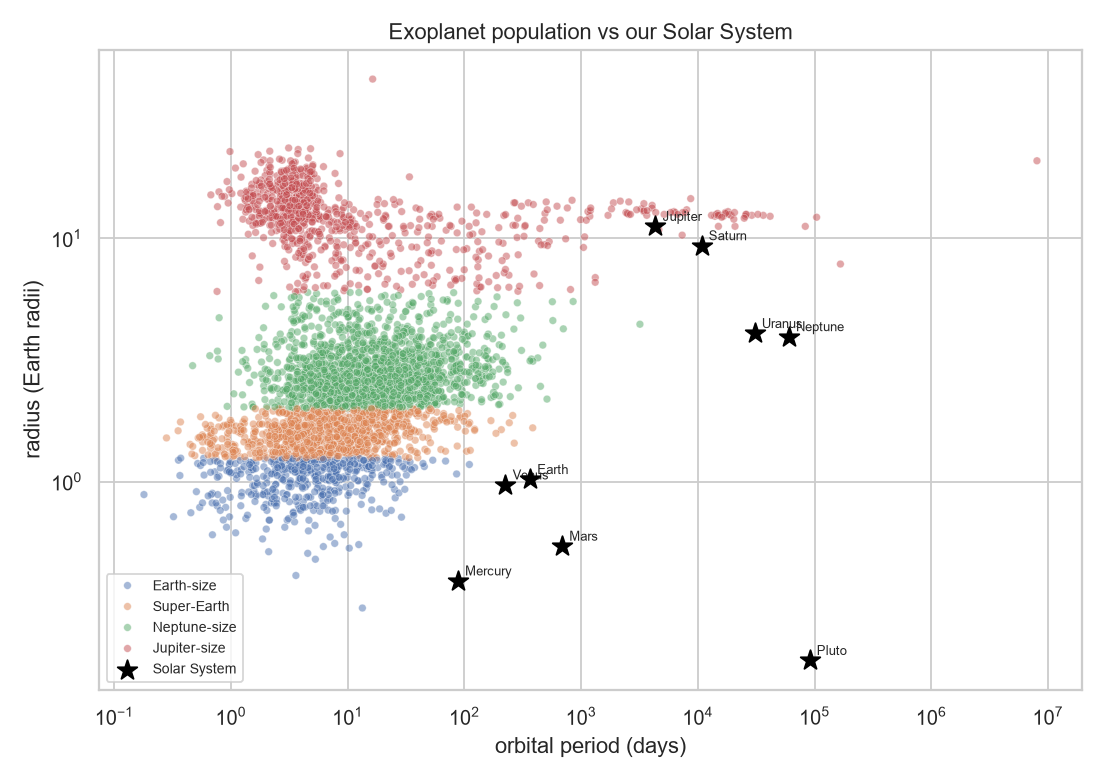 Exoplanet population vs our Solar System
radius (Earth radii)
10¹
10⁰
Jupiter
Saturn
Uranus
Neptune
Venus
Earth
Mars
Mercury
Pluto
Earth-size
Super-Earth
Neptune-size
Jupiter-size
Solar System
10⁻¹ 10⁰ 10¹ 10² 10³ 10⁴ 10⁵ 10⁶ 10⁷
orbital period (days)